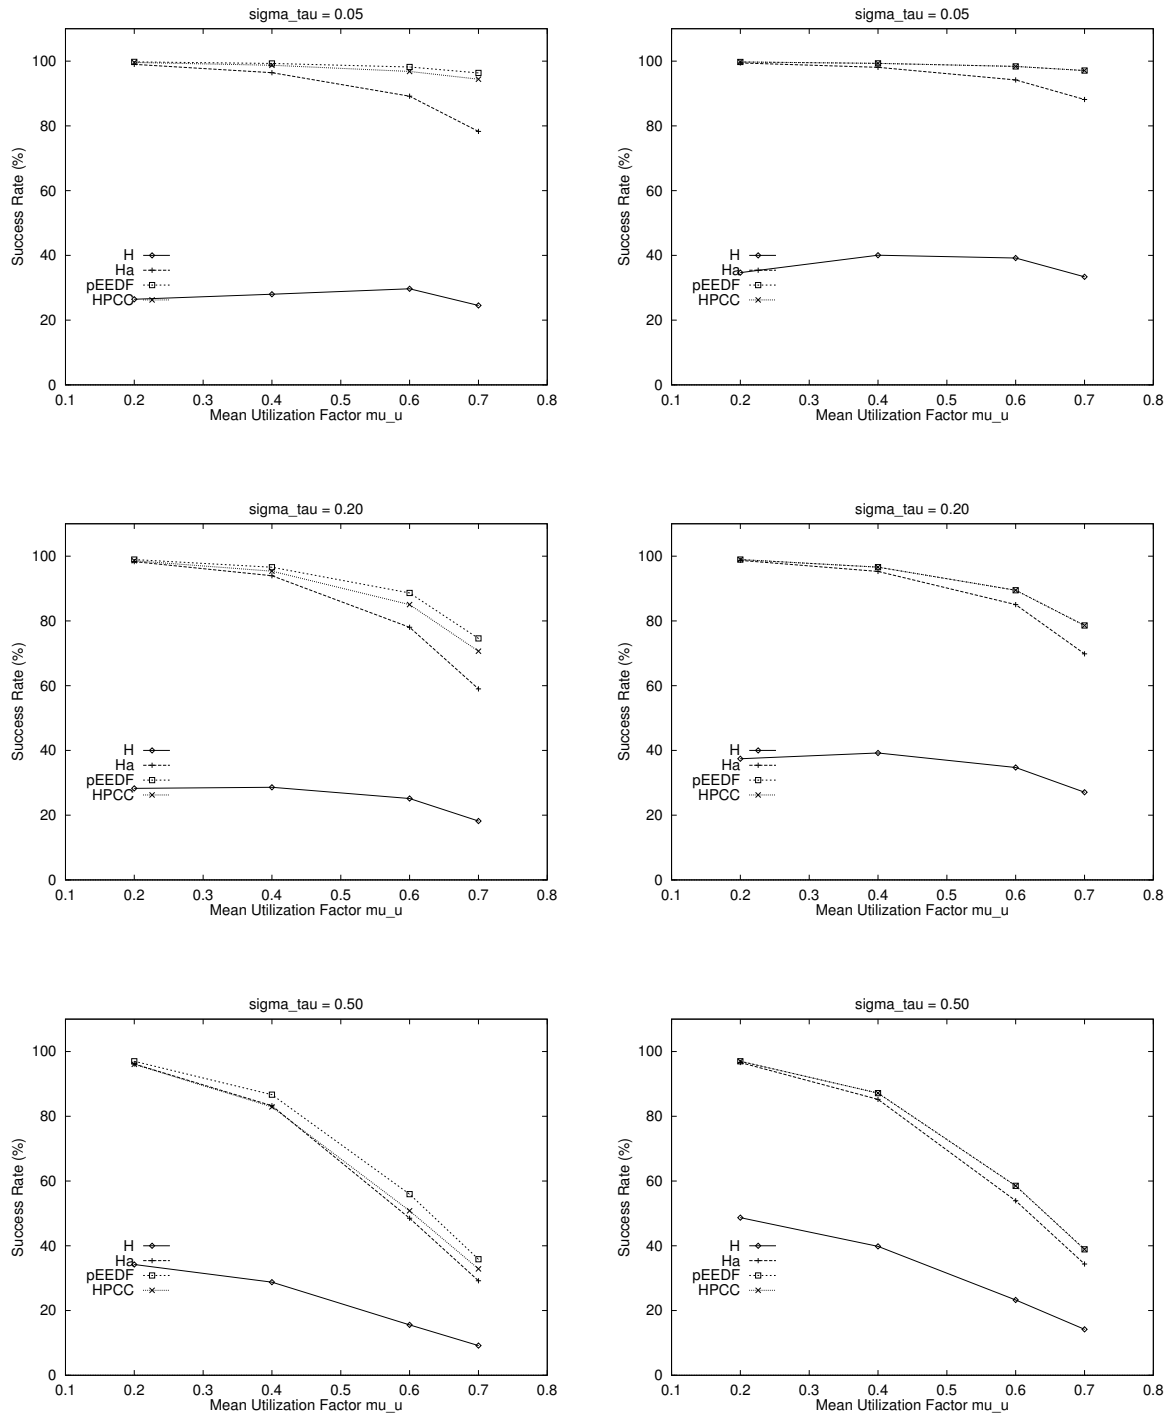 sigma_tau = 0.05
Success Rate (%)
100
80
60
40
20
0
H
Ha
pEEDF
HPCC
0.1 0.2 0.3 0.4 0.5 0.6 0.7 0.8
Mean Utilization Factor mu_u
sigma_tau = 0.05
Success Rate (%)
100
80
60
40
20
0
H
Ha
pEEDF
HPCC
0.1 0.2 0.3 0.4 0.5 0.6 0.7 0.8
Mean Utilization Factor mu_u
sigma_tau = 0.20
Success Rate (%)
100
80
60
40
20
0
H
Ha
pEEDF
HPCC
0.1 0.2 0.3 0.4 0.5 0.6 0.7 0.8
Mean Utilization Factor mu_u
sigma_tau = 0.20
Success Rate (%)
100
80
60
40
20
0
H
Ha
pEEDF
HPCC
0.1 0.2 0.3 0.4 0.5 0.6 0.7 0.8
Mean Utilization Factor mu_u
sigma_tau = 0.50
Success Rate (%)
100
80
60
40
20
0
H
Ha
pEEDF
HPCC
0.1 0.2 0.3 0.4 0.5 0.6 0.7 0.8
Mean Utilization Factor mu_u
sigma_tau = 0.50
Success Rate (%)
100
80
60
40
20
0
H
Ha
pEEDF
HPCC
0.1 0.2 0.3 0.4 0.5 0.6 0.7 0.8
Mean Utilization Factor mu_u